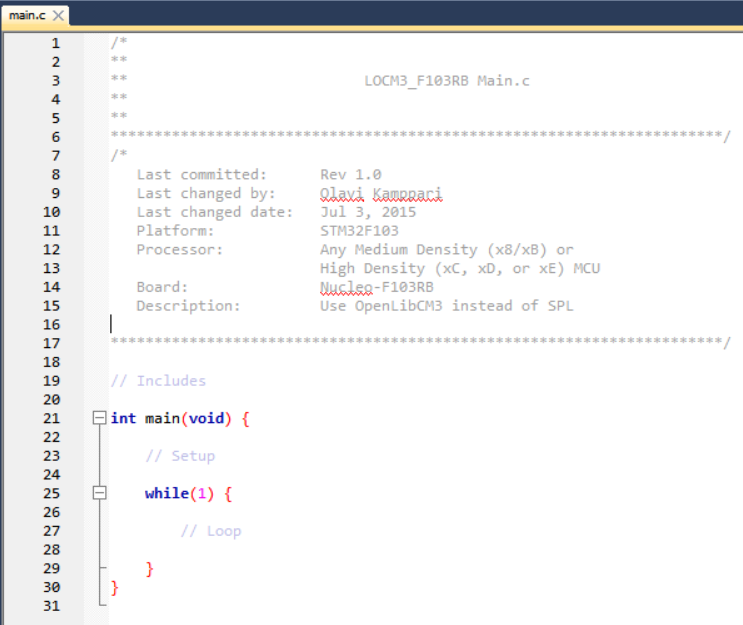 main.c
1 /*
2 **
3 ** LOCM3_F103RB Main.c
4 **
5 **
6 **********************************************************************/
7 /*
8 Last committed: Rev 1.0
9 Last changed by: Olavi Kamppari
10 Last changed date: Jul 3, 2015
11 Platform: STM32F103
12 Processor: Any Medium Density (x8/xB) or
13 High Density (xC, xD, or xE) MCU
14 Board: Nucleo-F103RB
15 Description: Use OpenLibCM3 instead of SPL
16
17 **********************************************************************/
18
19 // Includes
20
21 int main(void) {
22
23 // Setup
24
25 while(1) {
26
27 // Loop
28
29 }
30 }
31